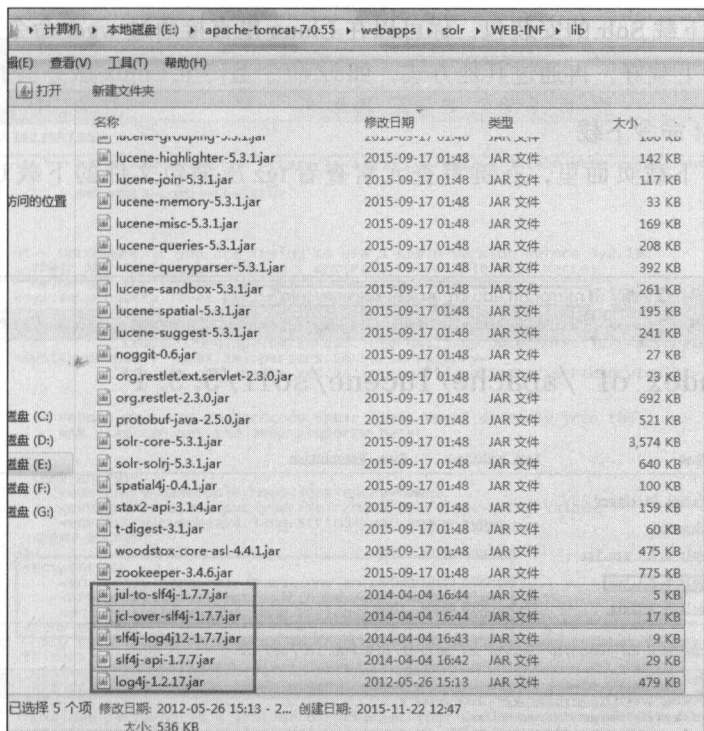 计算机 ▸ 本地磁盘 (E:) ▸ apache-tomcat-7.0.55 ▸ webapps ▸ solr ▸ WEB-INF ▸ lib
辑(E) 查看(V) 工具(T) 帮助(H)
打开 新建文件夹
名称 修改日期 类型 大小
lucene-grouping-5.3.1.jar 2015-09-17 01:48 JAR 文件 KB
lucene-highlighter-5.3.1.jar 2015-09-17 01:48 JAR 文件 142 KB
lucene-join-5.3.1.jar 2015-09-17 01:48 JAR 文件 117 KB
lucene-memory-5.3.1.jar 2015-09-17 01:48 JAR 文件 33 KB
访问的位置
lucene-misc-5.3.1.jar 2015-09-17 01:48 JAR 文件 169 KB
lucene-queries-5.3.1.jar 2015-09-17 01:48 JAR 文件 208 KB
lucene-queryparser-5.3.1.jar 2015-09-17 01:48 JAR 文件 392 KB
lucene-sandbox-5.3.1.jar 2015-09-17 01:48 JAR 文件 261 KB
lucene-spatial-5.3.1.jar 2015-09-17 01:48 JAR 文件 195 KB
lucene-suggest-5.3.1.jar 2015-09-17 01:48 JAR 文件 241 KB
noggit-0.6.jar 2015-09-17 01:48 JAR 文件 27 KB
org.restlet.ext.servlet-2.3.0.jar 2015-09-17 01:48 JAR 文件 23 KB
org.restlet-2.3.0.jar 2015-09-17 01:48 JAR 文件 692 KB
磁盘 (C:) protobuf-java-2.5.0.jar 2015-09-17 01:48 JAR 文件 521 KB
磁盘 (D:) solr-core-5.3.1.jar 2015-09-17 01:48 JAR 文件 3,574 KB
磁盘 (E:) solr-solrj-5.3.1.jar 2015-09-17 01:48 JAR 文件 640 KB
磁盘 (F:) spatial4j-0.4.1.jar 2015-09-17 01:48 JAR 文件 100 KB
磁盘 (G:) stax2-api-3.1.4.jar 2015-09-17 01:48 JAR 文件 159 KB
t-digest-3.1.jar 2015-09-17 01:48 JAR 文件 60 KB
woodstox-core-asl-4.4.1.jar 2015-09-17 01:48 JAR 文件 475 KB
zookeeper-3.4.6.jar 2015-09-17 01:48 JAR 文件 775 KB
jul-to-slf4j-1.7.7.jar 2014-04-04 16:44 JAR 文件 5 KB
jcl-over-slf4j-1.7.7.jar 2014-04-04 16:44 JAR 文件 17 KB
slf4j-log4j12-1.7.7.jar 2014-04-04 16:43 JAR 文件 9 KB
slf4j-api-1.7.7.jar 2014-04-04 16:42 JAR 文件 29 KB
log4j-1.2.17.jar 2012-05-26 15:13 JAR 文件 479 KB
已选择 5 个项 修改日期: 2012-05-26 15:13 - 2... 创建日期: 2015-11-22 12:47
大小: 536 KB